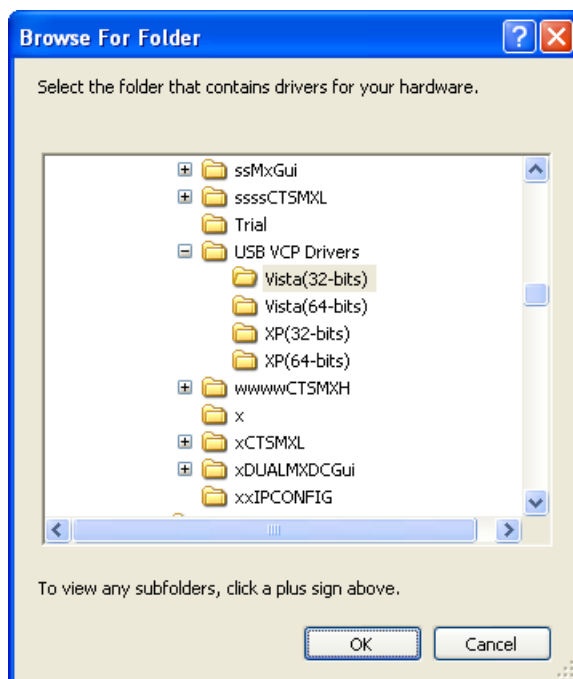 Browse For Folder
Select the folder that contains drivers for your hardware.
ssMxGui
ssssCTSMXL
Trial
USB VCP Drivers
Vista(32-bits)
Vista(64-bits)
XP(32-bits)
XP(64-bits)
wwwwCTSMXH
x
xCTSMXL
xDUALMXDCGui
xxIPCONFIG
To view any subfolders, click a plus sign above.
OK
Cancel